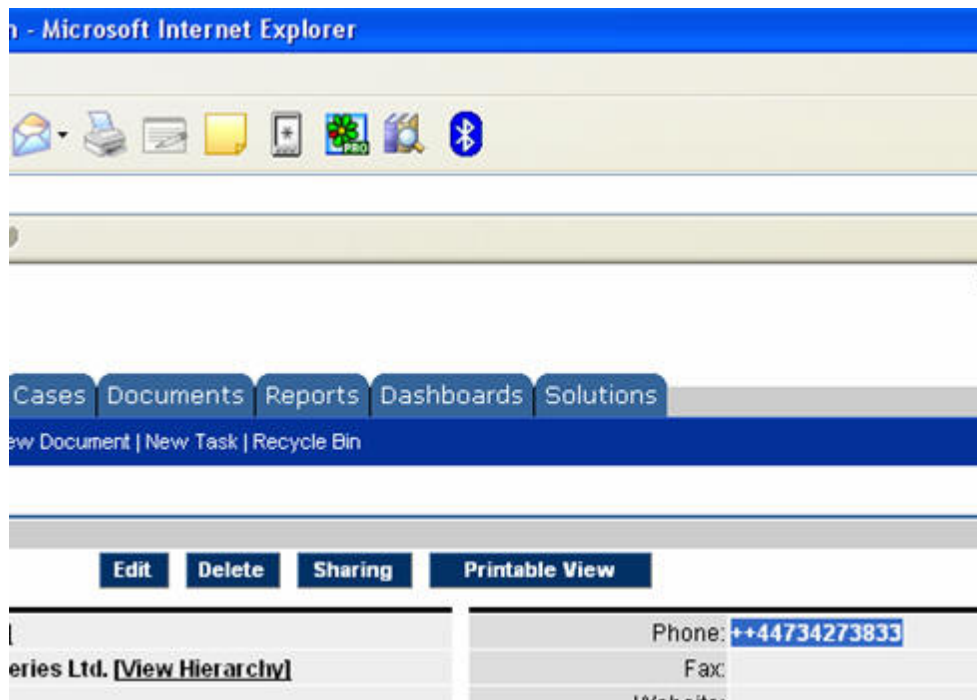 - Microsoft Internet Explorer
PRO
Cases Documents Reports Dashboards Solutions
ew Document | New Task | Recycle Bin
Edit Delete Sharing Printable View
Phone: ++44734273833
eries Ltd. [View Hierarchy] Fax: